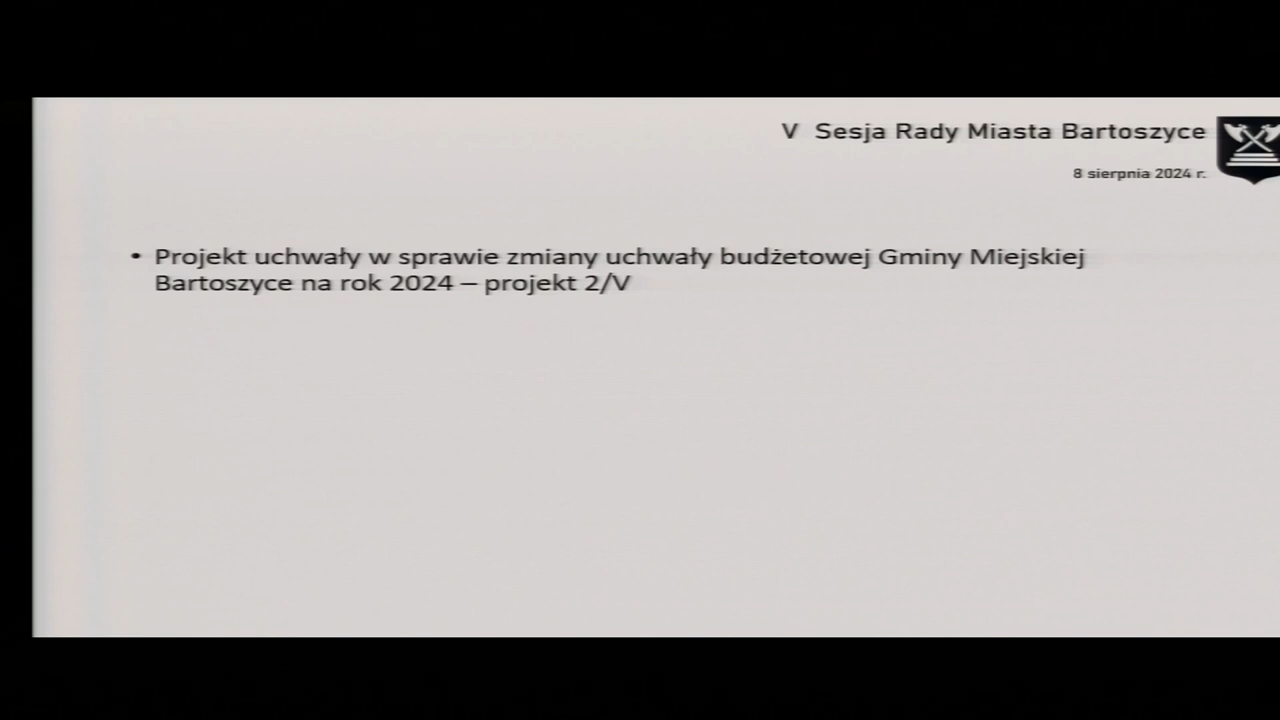 V Sesja Rady Miasta Bartoszyce
8 sierpnia 2024 r.
• Projekt uchwały w sprawie zmiany uchwały budżetowej Gminy Miejskiej
Bartoszyce na rok 2024 – projekt 2/V